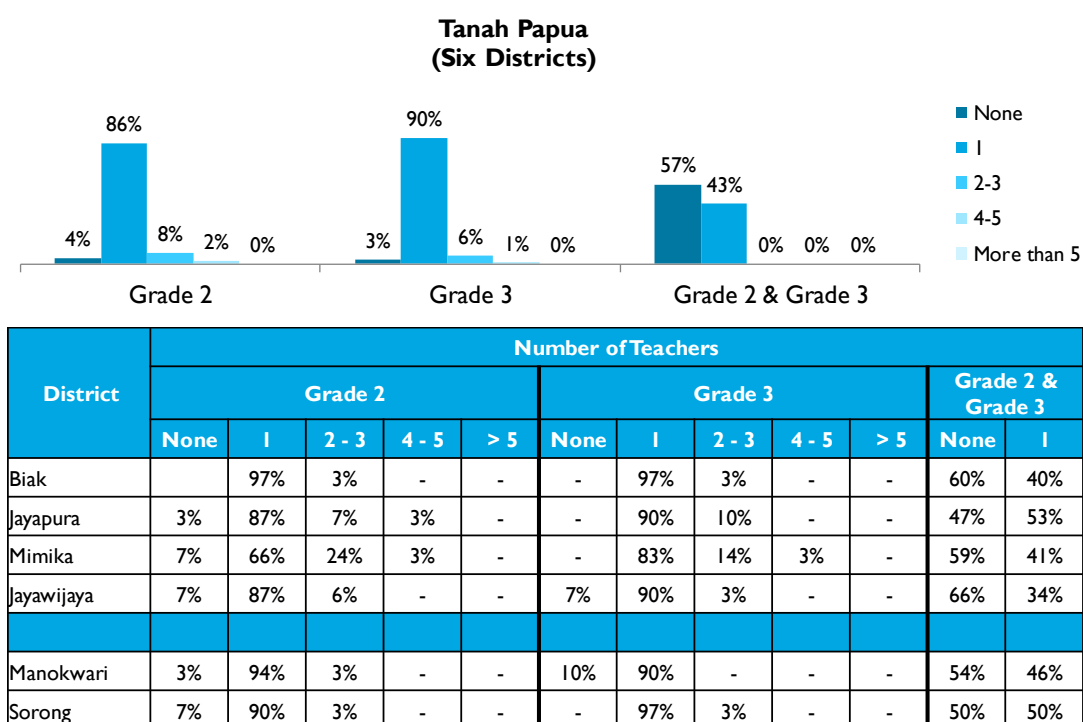 Tanah Papua
(Six Districts)
86%
90%
57%
43%
4%
8%
2%
0%
3%
6%
1%
0%
0%
0%
0%
None
1
2-3
4-5
More than 5
Grade 2
Grade 3
Grade 2 & Grade 3
District
Number of Teachers
Grade 2
Grade 3
Grade 2 &
Grade 3
None 1 2 - 3 4 - 5 > 5 None 1 2 - 3 4 - 5 > 5 None 1
Biak 97% 3% - - - 97% 3% - - 60% 40%
Jayapura 3% 87% 7% 3% - - 90% 10% - - 47% 53%
Mimika 7% 66% 24% 3% - - 83% 14% 3% - 59% 41%
Jayawijaya 7% 87% 6% - - 7% 90% 3% - - 66% 34%
Manokwari 3% 94% 3% - - 10% 90% - - - 54% 46%
Sorong 7% 90% 3% - - - 97% 3% - - 50% 50%